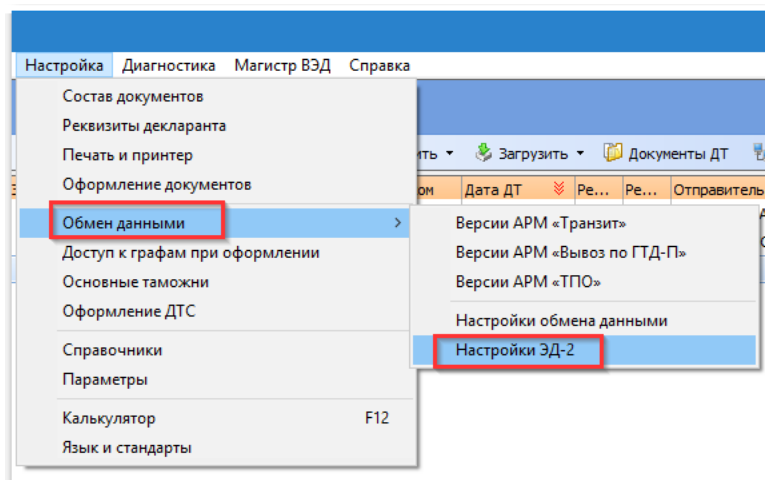 Настройка Диагностика Магистр ВЭД Справка
Состав документов
Реквизиты декларанта
Печать и принтер
Загрузить Документы ДТ
Оформление документов
Дата ДТ Ре... Ре... Отправитель
Обмен данными
Версии АРМ «Транзит»
Доступ к графам при оформлении
Версии АРМ «Вывоз по ГТД-П»
Основные таможни
Версии АРМ «ТПО»
Оформление ДТС
Настройки обмена данными
Справочники
Настройки ЭД-2
Параметры
Калькулятор F12
Язык и стандарты